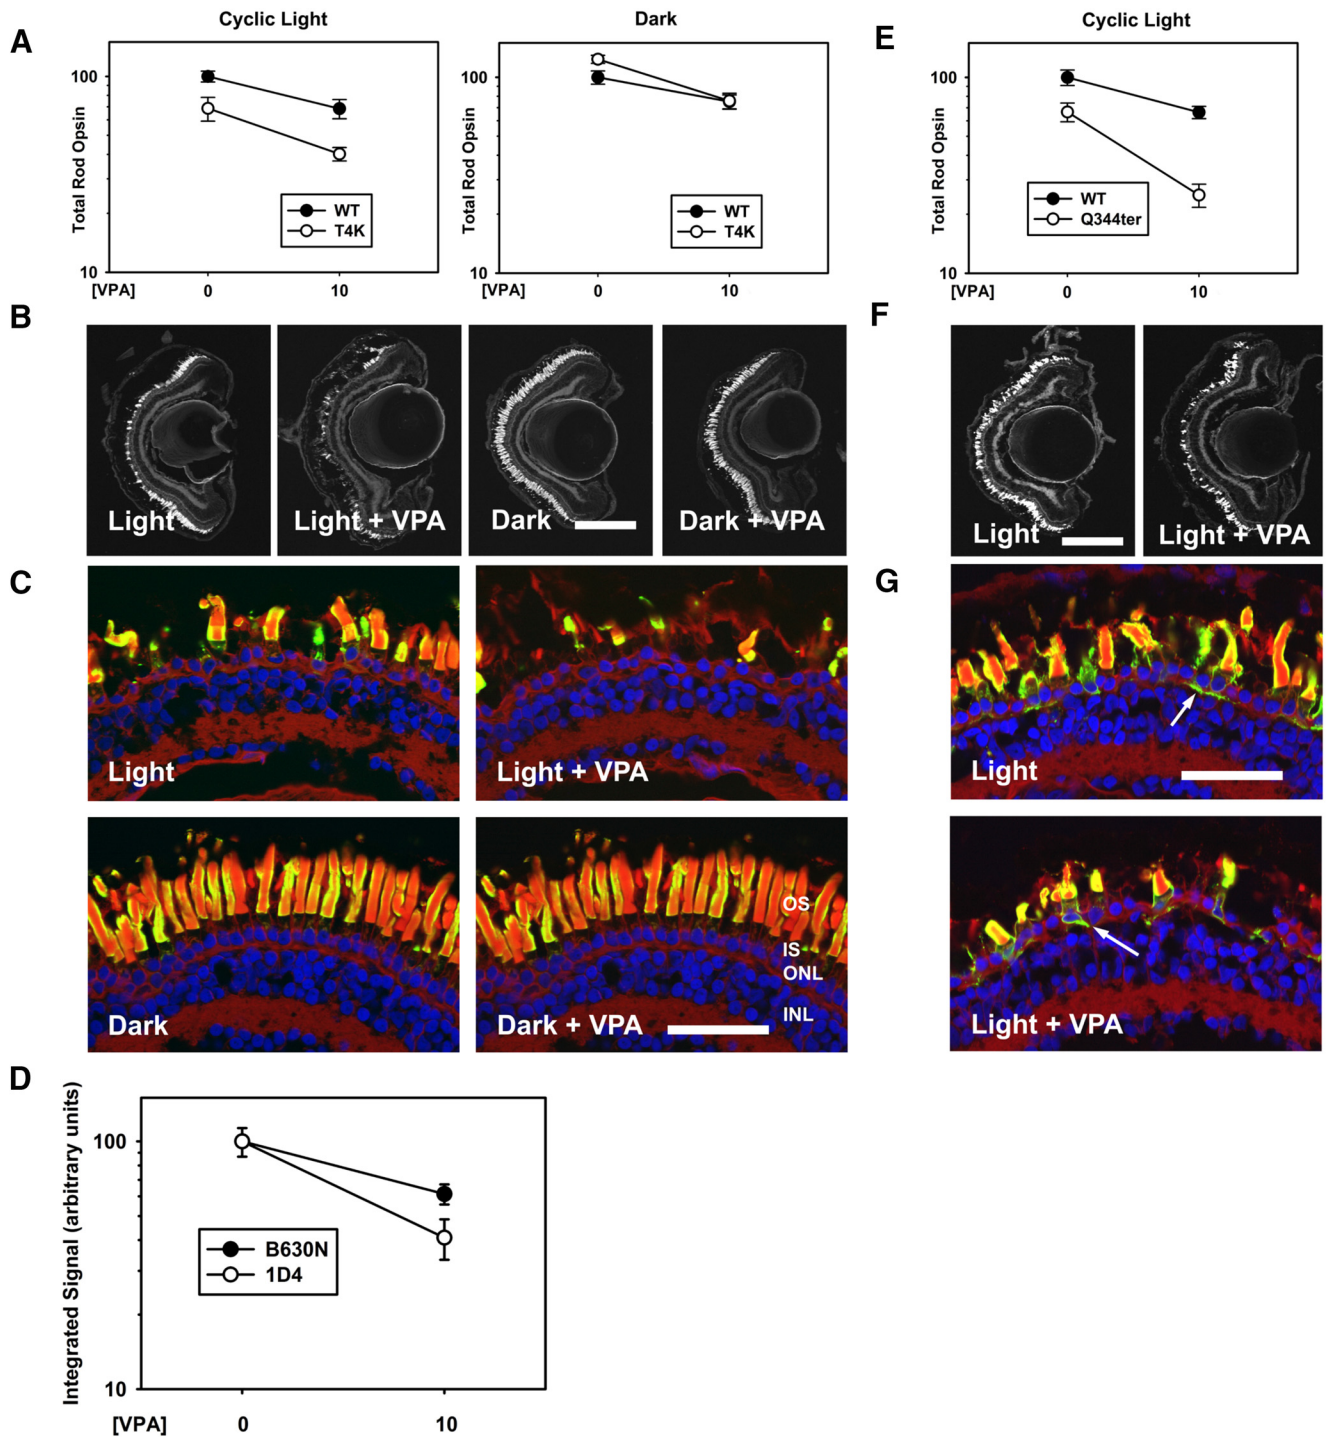 A
Cyclic Light
Total Rod Opsin
100
10
WT
T4K
[VPA]
0
10
Dark
Total Rod Opsin
100
10
WT
T4K
[VPA]
0
10
E
Cyclic Light
Total Rod Opsin
100
10
WT
Q344ter
[VPA]
0
10
B
Light
Light + VPA
Dark
Dark + VPA
F
Light
Light + VPA
C
Light
Light + VPA
Dark
Dark + VPA
OS
IS
ONL
INL
G
Light
Light + VPA
D
Integrated Signal (arbitrary units)
100
10
B630N
1D4
[VPA]
0
10